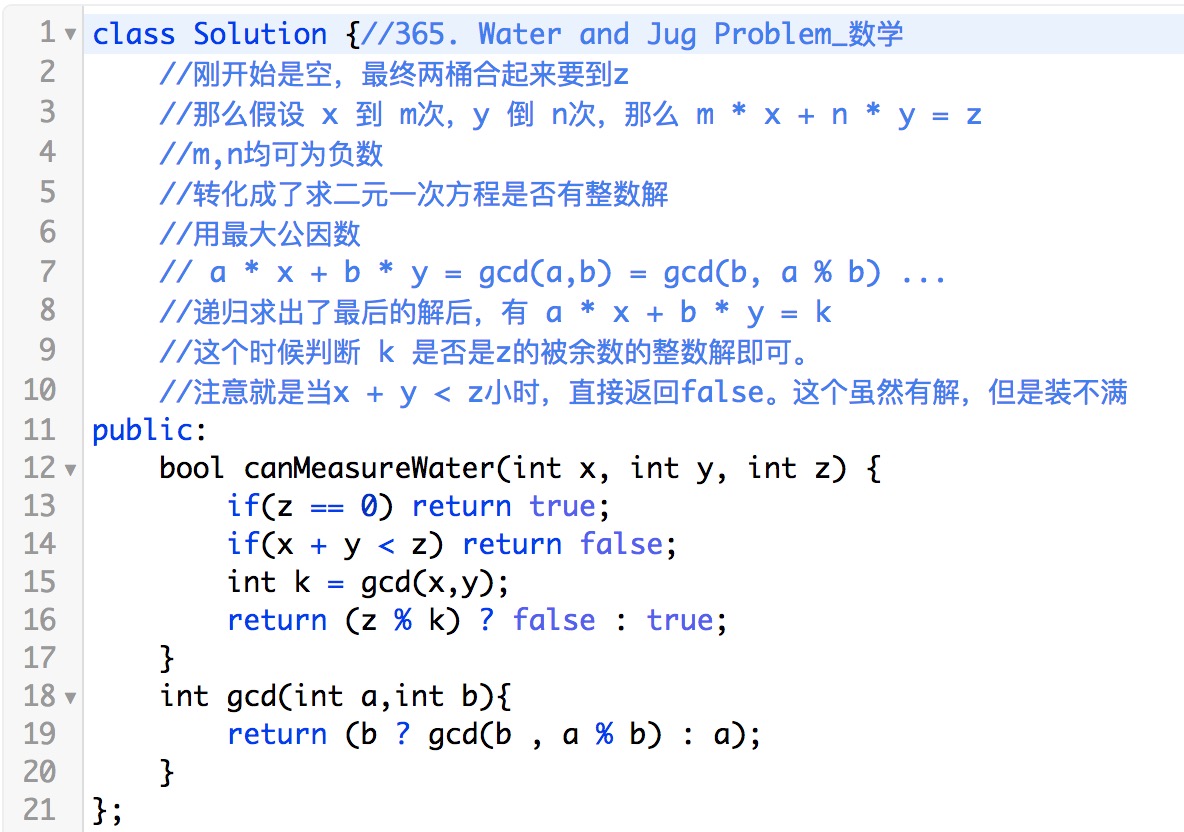 1 class Solution {//365. Water and Jug Problem_数学
2 //刚开始是空，最终两桶合起来要到z
3 //那么假设 x 到 m次，y 倒 n次，那么 m * x + n * y = z
4 //m,n均可为负数
5 //转化成了求二元一次方程是否有整数解
6 //用最大公因数
7 // a * x + b * y = gcd(a,b) = gcd(b, a % b) ...
8 //递归求出了最后的解后，有 a * x + b * y = k
9 //这个时候判断 k 是否是z的被余数的整数解即可。
10 //注意就是当x + y < z小时，直接返回false。这个虽然有解，但是装不满
11 public:
12 bool canMeasureWater(int x, int y, int z) {
13 if(z == 0) return true;
14 if(x + y < z) return false;
15 int k = gcd(x,y);
16 return (z % k) ? false : true;
17 }
18 int gcd(int a,int b){
19 return (b ? gcd(b , a % b) : a);
20 }
21 };